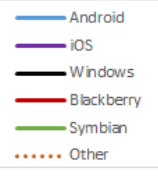 Android
iOS
Windows
Blackberry
Symbian
Other